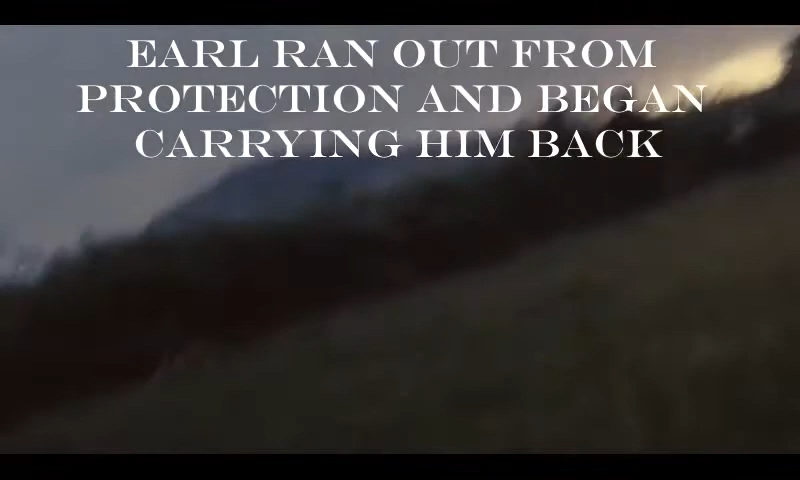 EARL RAN OUT FROM
PROTECTION AND BEGAN
CARRYING HIM BACK